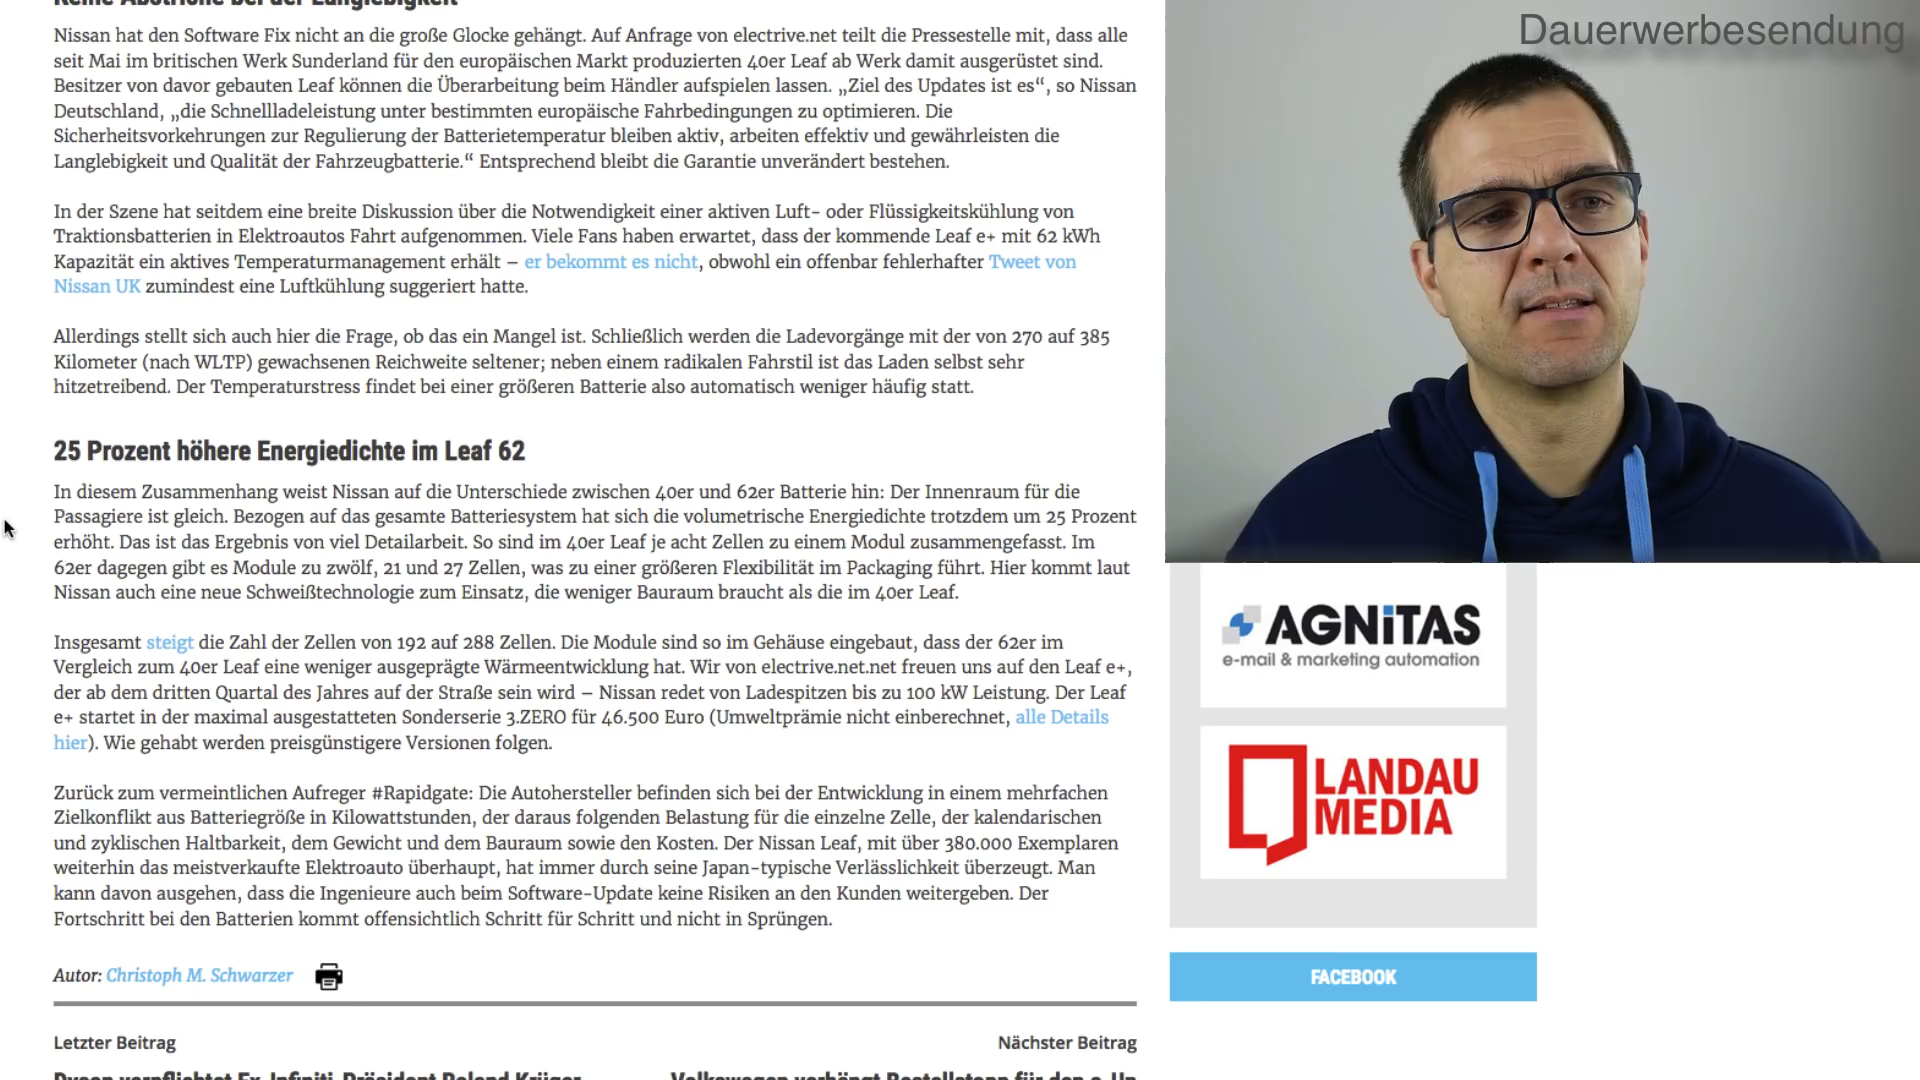 Keine Abstriche bei der Langlebigkeit
Dauerwerbesendung
Nissan hat den Software Fix nicht an die große Glocke gehängt. Auf Anfrage von electrive.net teilt die Pressestelle mit, dass alle
seit Mai im britischen Werk Sunderland für den europäischen Markt produzierten 40er Leaf ab Werk damit ausgerüstet sind.
Besitzer von davor gebauten Leaf können die Überarbeitung beim Händler aufspielen lassen. „Ziel des Updates ist es“, so Nissan
Deutschland, „die Schnellladeleistung unter bestimmten europäische Fahrbedingungen zu optimieren. Die
Sicherheitsvorkehrungen zur Regulierung der Batterietemperatur bleiben aktiv, arbeiten effektiv und gewährleisten die
Langlebigkeit und Qualität der Fahrzeugbatterie.“ Entsprechend bleibt die Garantie unverändert bestehen.
In der Szene hat seitdem eine breite Diskussion über die Notwendigkeit einer aktiven Luft- oder Flüssigkeitskühlung von
Traktionsbatterien in Elektroautos Fahrt aufgenommen. Viele Fans haben erwartet, dass der kommende Leaf e+ mit 62 kWh
Kapazität ein aktives Temperaturmanagement erhält – er bekommt es nicht, obwohl ein offenbar fehlerhafter Tweet von
Nissan UK zumindest eine Luftkühlung suggeriert hatte.
Allerdings stellt sich auch hier die Frage, ob das ein Mangel ist. Schließlich werden die Ladevorgänge mit der von 270 auf 385
Kilometer (nach WLTP) gewachsenen Reichweite seltener; neben einem radikalen Fahrstil ist das Laden selbst sehr
hitzetreibend. Der Temperaturstress findet bei einer größeren Batterie also automatisch weniger häufig statt.
25 Prozent höhere Energiedichte im Leaf 62
In diesem Zusammenhang weist Nissan auf die Unterschiede zwischen 40er und 62er Batterie hin: Der Innenraum für die
Passagiere ist gleich. Bezogen auf das gesamte Batteriesystem hat sich die volumetrische Energiedichte trotzdem um 25 Prozent
erhöht. Das ist das Ergebnis von viel Detailarbeit. So sind im 40er Leaf je acht Zellen zu einem Modul zusammengefasst. Im
62er dagegen gibt es Module zu zwölf, 21 und 27 Zellen, was zu einer größeren Flexibilität im Packaging führt. Hier kommt laut
Nissan auch eine neue Schweißtechnologie zum Einsatz, die weniger Bauraum braucht als die im 40er Leaf.
Insgesamt steigt die Zahl der Zellen von 192 auf 288 Zellen. Die Module sind so im Gehäuse eingebaut, dass der 62er im
Vergleich zum 40er Leaf eine weniger ausgeprägte Wärmeentwicklung hat. Wir von electrive.net.net freuen uns auf den Leaf e+,
der ab dem dritten Quartal des Jahres auf der Straße sein wird – Nissan redet von Ladespitzen bis zu 100 kW Leistung. Der Leaf
e+ startet in der maximal ausgestatteten Sonderserie 3.ZERO für 46.500 Euro (Umweltprämie nicht einberechnet, alle Details
hier). Wie gehabt werden preisgünstigere Versionen folgen.
Zurück zum vermeintlichen Aufreger #Rapidgate: Die Autohersteller befinden sich bei der Entwicklung in einem mehrfachen
Zielkonflikt aus Batteriegröße in Kilowattstunden, der daraus folgenden Belastung für die einzelne Zelle, der kalendarischen
und zyklischen Haltbarkeit, dem Gewicht und dem Bauraum sowie den Kosten. Der Nissan Leaf, mit über 380.000 Exemplaren
weiterhin das meistverkaufte Elektroauto überhaupt, hat immer durch seine Japan-typische Verlässlichkeit überzeugt. Man
kann davon ausgehen, dass die Ingenieure auch beim Software-Update keine Risiken an den Kunden weitergeben. Der
Fortschritt bei den Batterien kommt offensichtlich Schritt für Schritt und nicht in Sprüngen.
Autor: Christoph M. Schwarzer
AGNITAS
e-mail & marketing automation
LANDAU
MEDIA
FACEBOOK
Letzter Beitrag
Nächster Beitrag
Dyson verpflichtet Ex-Infiniti-Präsident Roland Krüger
Volkswagen verhängt Bestellstopp für den e-Up